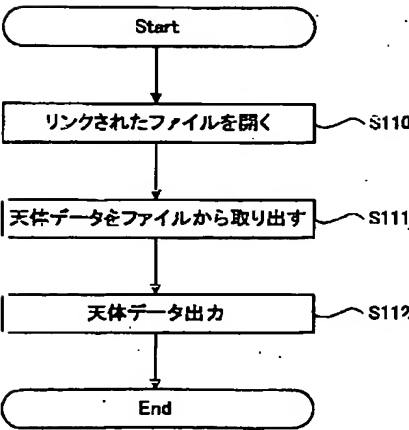 Start
リンクされたファイルを開く
S110
天体データをファイルから取り出す
S111
天体データ出力
S112
End